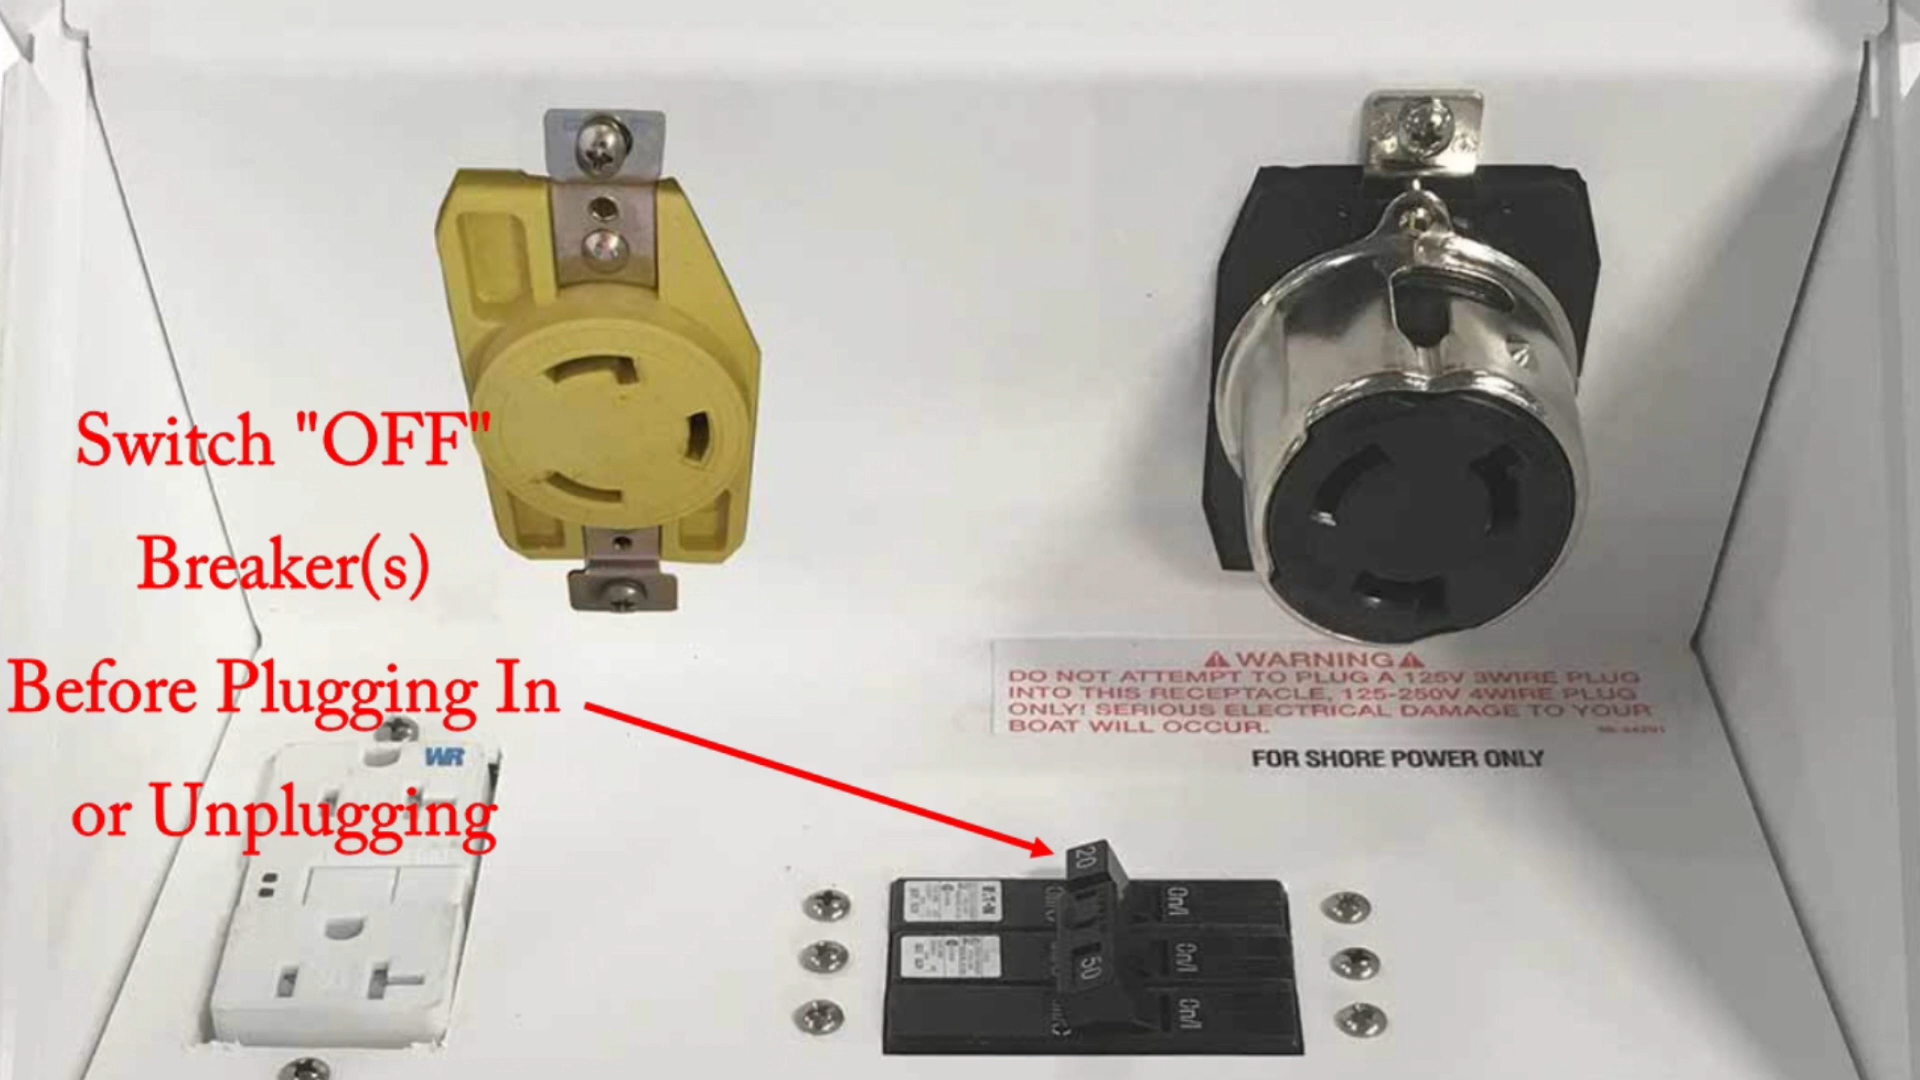 Switch "OFF"
Breaker(s)
Before Plugging In
or Unplugging
WR
WARNING
DO NOT ATTEMPT TO PLUG A 125V 3WIRE PLUG
INTO THIS RECEPTACLE, 125-250V 4WIRE PLUG
ONLY! SERIOUS ELECTRICAL DAMAGE TO YOUR
BOAT WILL OCCUR.
FOR SHORE POWER ONLY
20
On/I
50
On/I
On/I